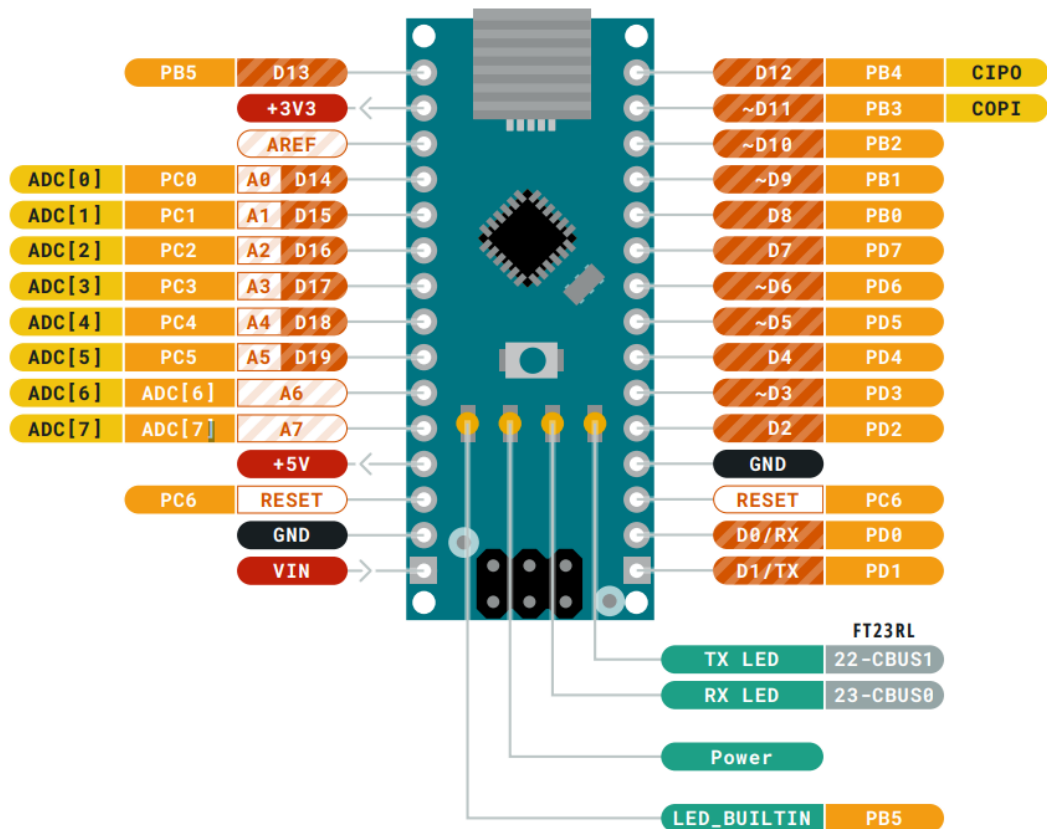 PB5 D13 D12 PB4 CIPO
+3V3 ~D11 PB3 COPI
AREF ~D10 PB2
ADC[0] PC0 A0 D14 ~D9 PB1
ADC[1] PC1 A1 D15 D8 PB0
ADC[2] PC2 A2 D16 D7 PD7
ADC[3] PC3 A3 D17 ~D6 PD6
ADC[4] PC4 A4 D18 ~D5 PD5
ADC[5] PC5 A5 D19 D4 PD4
ADC[6] ADC[6] A6 ~D3 PD3
ADC[7] ADC[7] A7 D2 PD2
+5V GND
PC6 RESET RESET PC6
GND D0/RX PD0
VIN D1/TX PD1
FT23RL
TX LED 22-CBUS1
RX LED 23-CBUS0
Power
LED_BUILTIN PB5